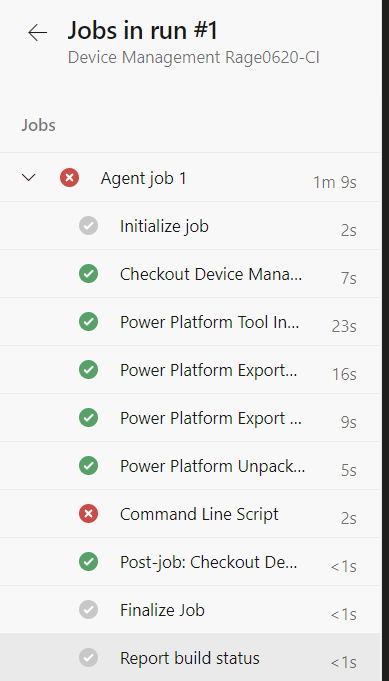 Jobs in run #1
Device Management Rage0620-CI
Jobs
Agent job 1 1m 9s
Initialize job 2s
Checkout Device Mana... 7s
Power Platform Tool In... 23s
Power Platform Export... 16s
Power Platform Export ... 9s
Power Platform Unpack... 5s
Command Line Script 2s
Post-job: Checkout De... <1s
Finalize Job <1s
Report build status <1s